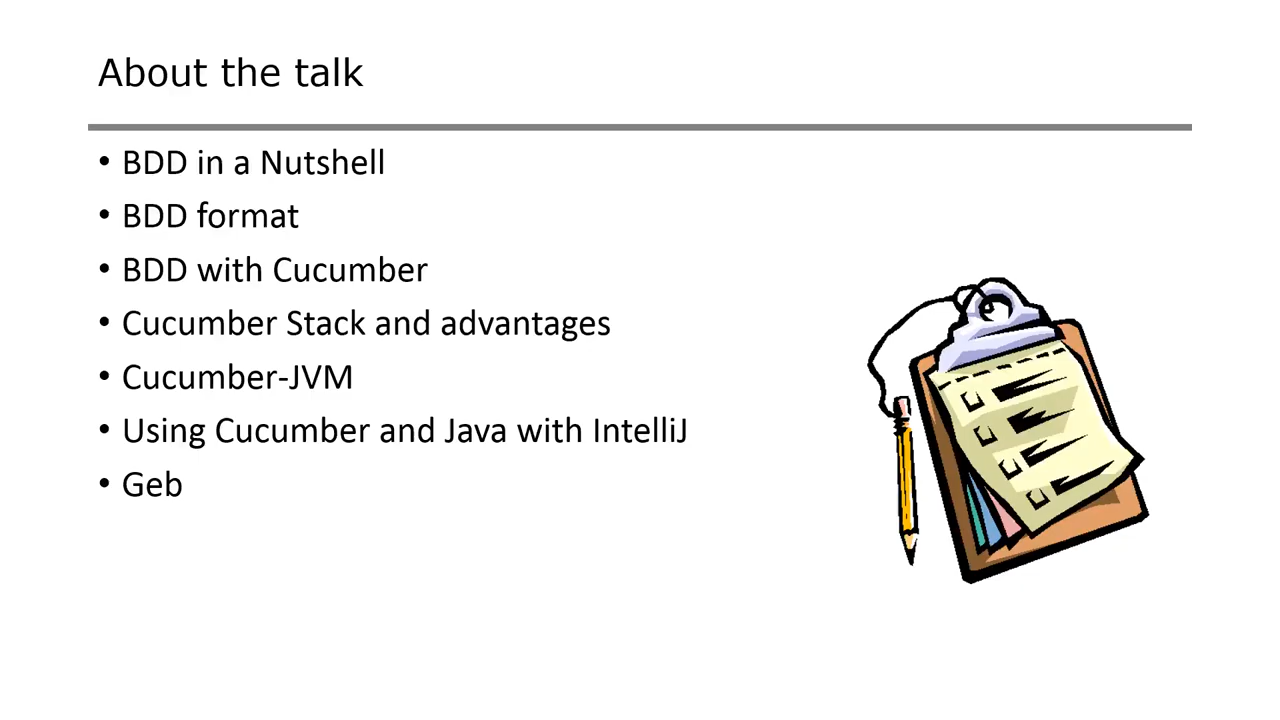 About the talk
• BDD in a Nutshell
• BDD format
• BDD with Cucumber
• Cucumber Stack and advantages
• Cucumber-JVM
• Using Cucumber and Java with IntelliJ
• Geb